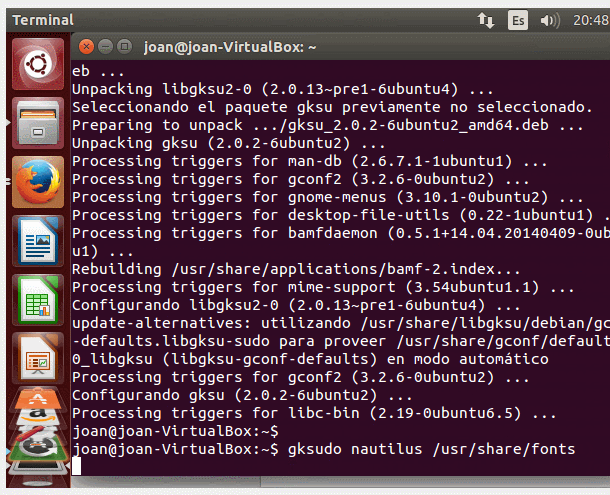 Terminal
Es
20:48
joan@joan-VirtualBox: ~
eb ...
Unpacking libgksu2-0 (2.0.13~pre1-6ubuntu4) ...
Seleccionando el paquete gksu previamente no seleccionado.
Preparing to unpack .../gksu_2.0.2-6ubuntu2_amd64.deb ...
Unpacking gksu (2.0.2-6ubuntu2) ...
Processing triggers for man-db (2.6.7.1-1ubuntu1) ...
Processing triggers for gconf2 (3.2.6-0ubuntu2) ...
Processing triggers for gnome-menus (3.10.1-0ubuntu2) ...
Processing triggers for desktop-file-utils (0.22-1ubuntu1) .
Processing triggers for bamfdaemon (0.5.1+14.04.20140409-0ub
u1) ...
Rebuilding /usr/share/applications/bamf-2.index...
Processing triggers for mime-support (3.54ubuntu1.1) ...
Configurando libgksu2-0 (2.0.13~pre1-6ubuntu4) ...
update-alternatives: utilizando /usr/share/libgksu/debian/gc
-defaults.libgksu-sudo para proveer /usr/share/gconf/default
0_libgksu (libgksu-gconf-defaults) en modo automático
Processing triggers for gconf2 (3.2.6-0ubuntu2) ...
Configurando gksu (2.0.2-6ubuntu2) ...
Processing triggers for libc-bin (2.19-0ubuntu6.5) ...
joan@joan-VirtualBox:~$
joan@joan-VirtualBox:~$ gksudo nautilus /usr/share/fonts